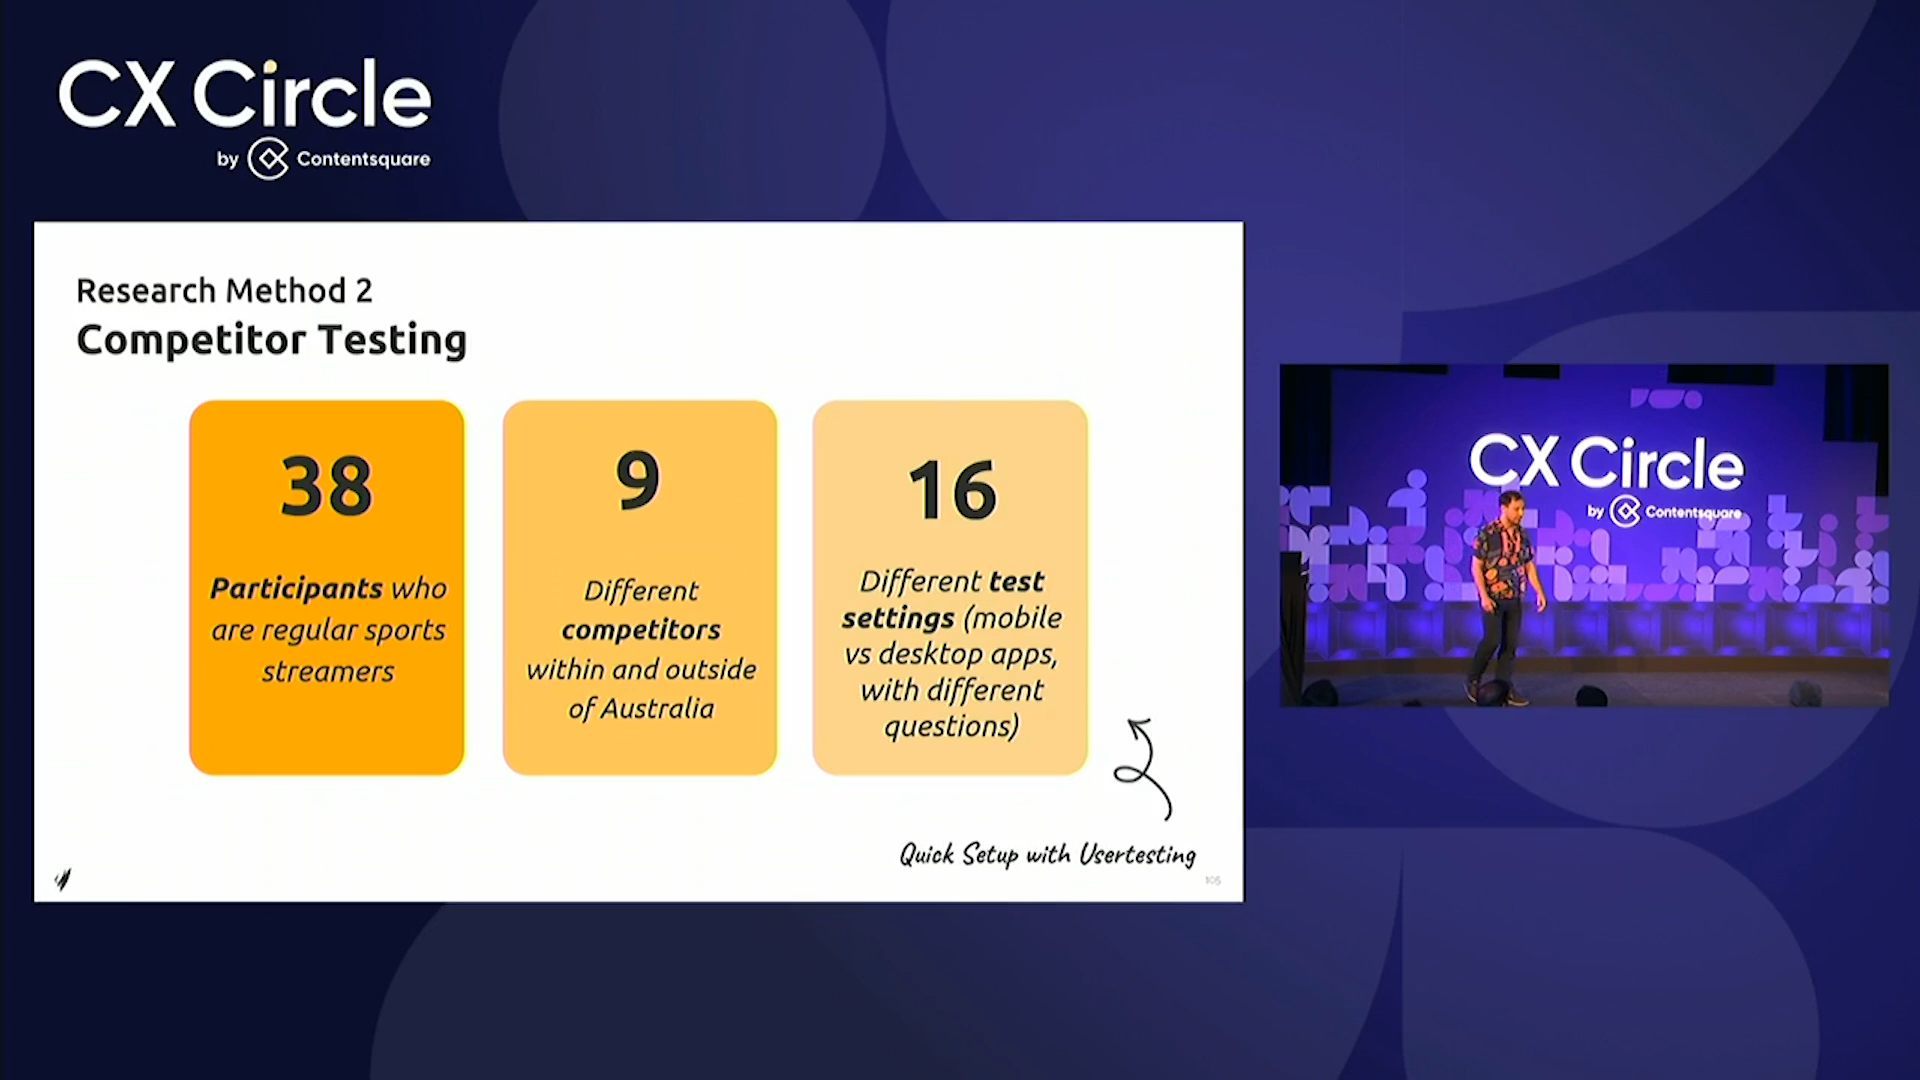 CX Circle
by Contentsquare
Research Method 2
Competitor Testing
38
Participants who
are regular sports
streamers
9
Different
competitors
within and outside
of Australia
16
Different test
settings (mobile
vs desktop apps,
with different
questions)
Quick Setup with Usertesting
105
CX Circle
by Contentsquare